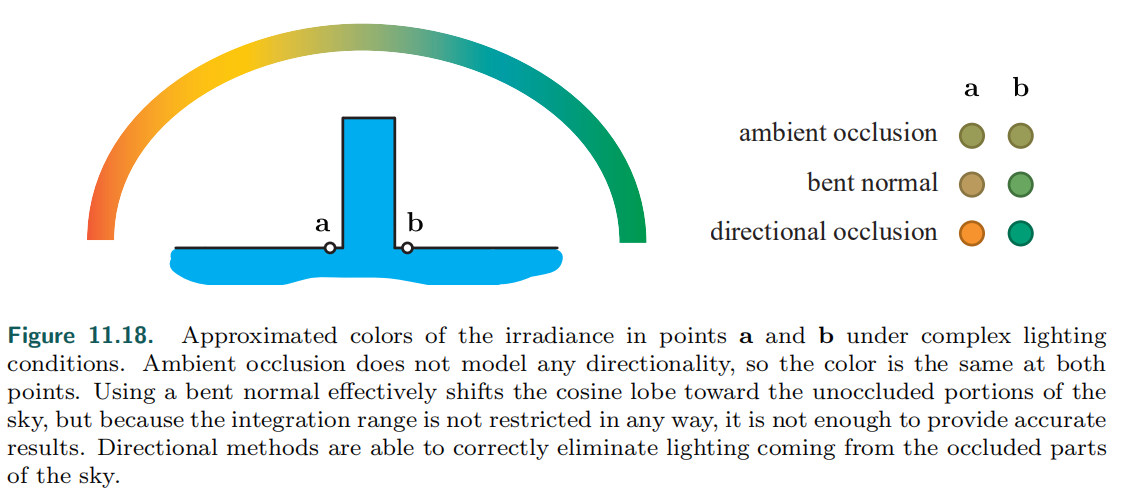 a b
ambient occlusion
bent normal
directional occlusion
a b
Figure 11.18. Approximated colors of the irradiance in points a and b under complex lighting
conditions. Ambient occlusion does not model any directionality, so the color is the same at both
points. Using a bent normal effectively shifts the cosine lobe toward the unoccluded portions of the
sky, but because the integration range is not restricted in any way, it is not enough to provide accurate
results. Directional methods are able to correctly eliminate lighting coming from the occluded parts
of the sky.